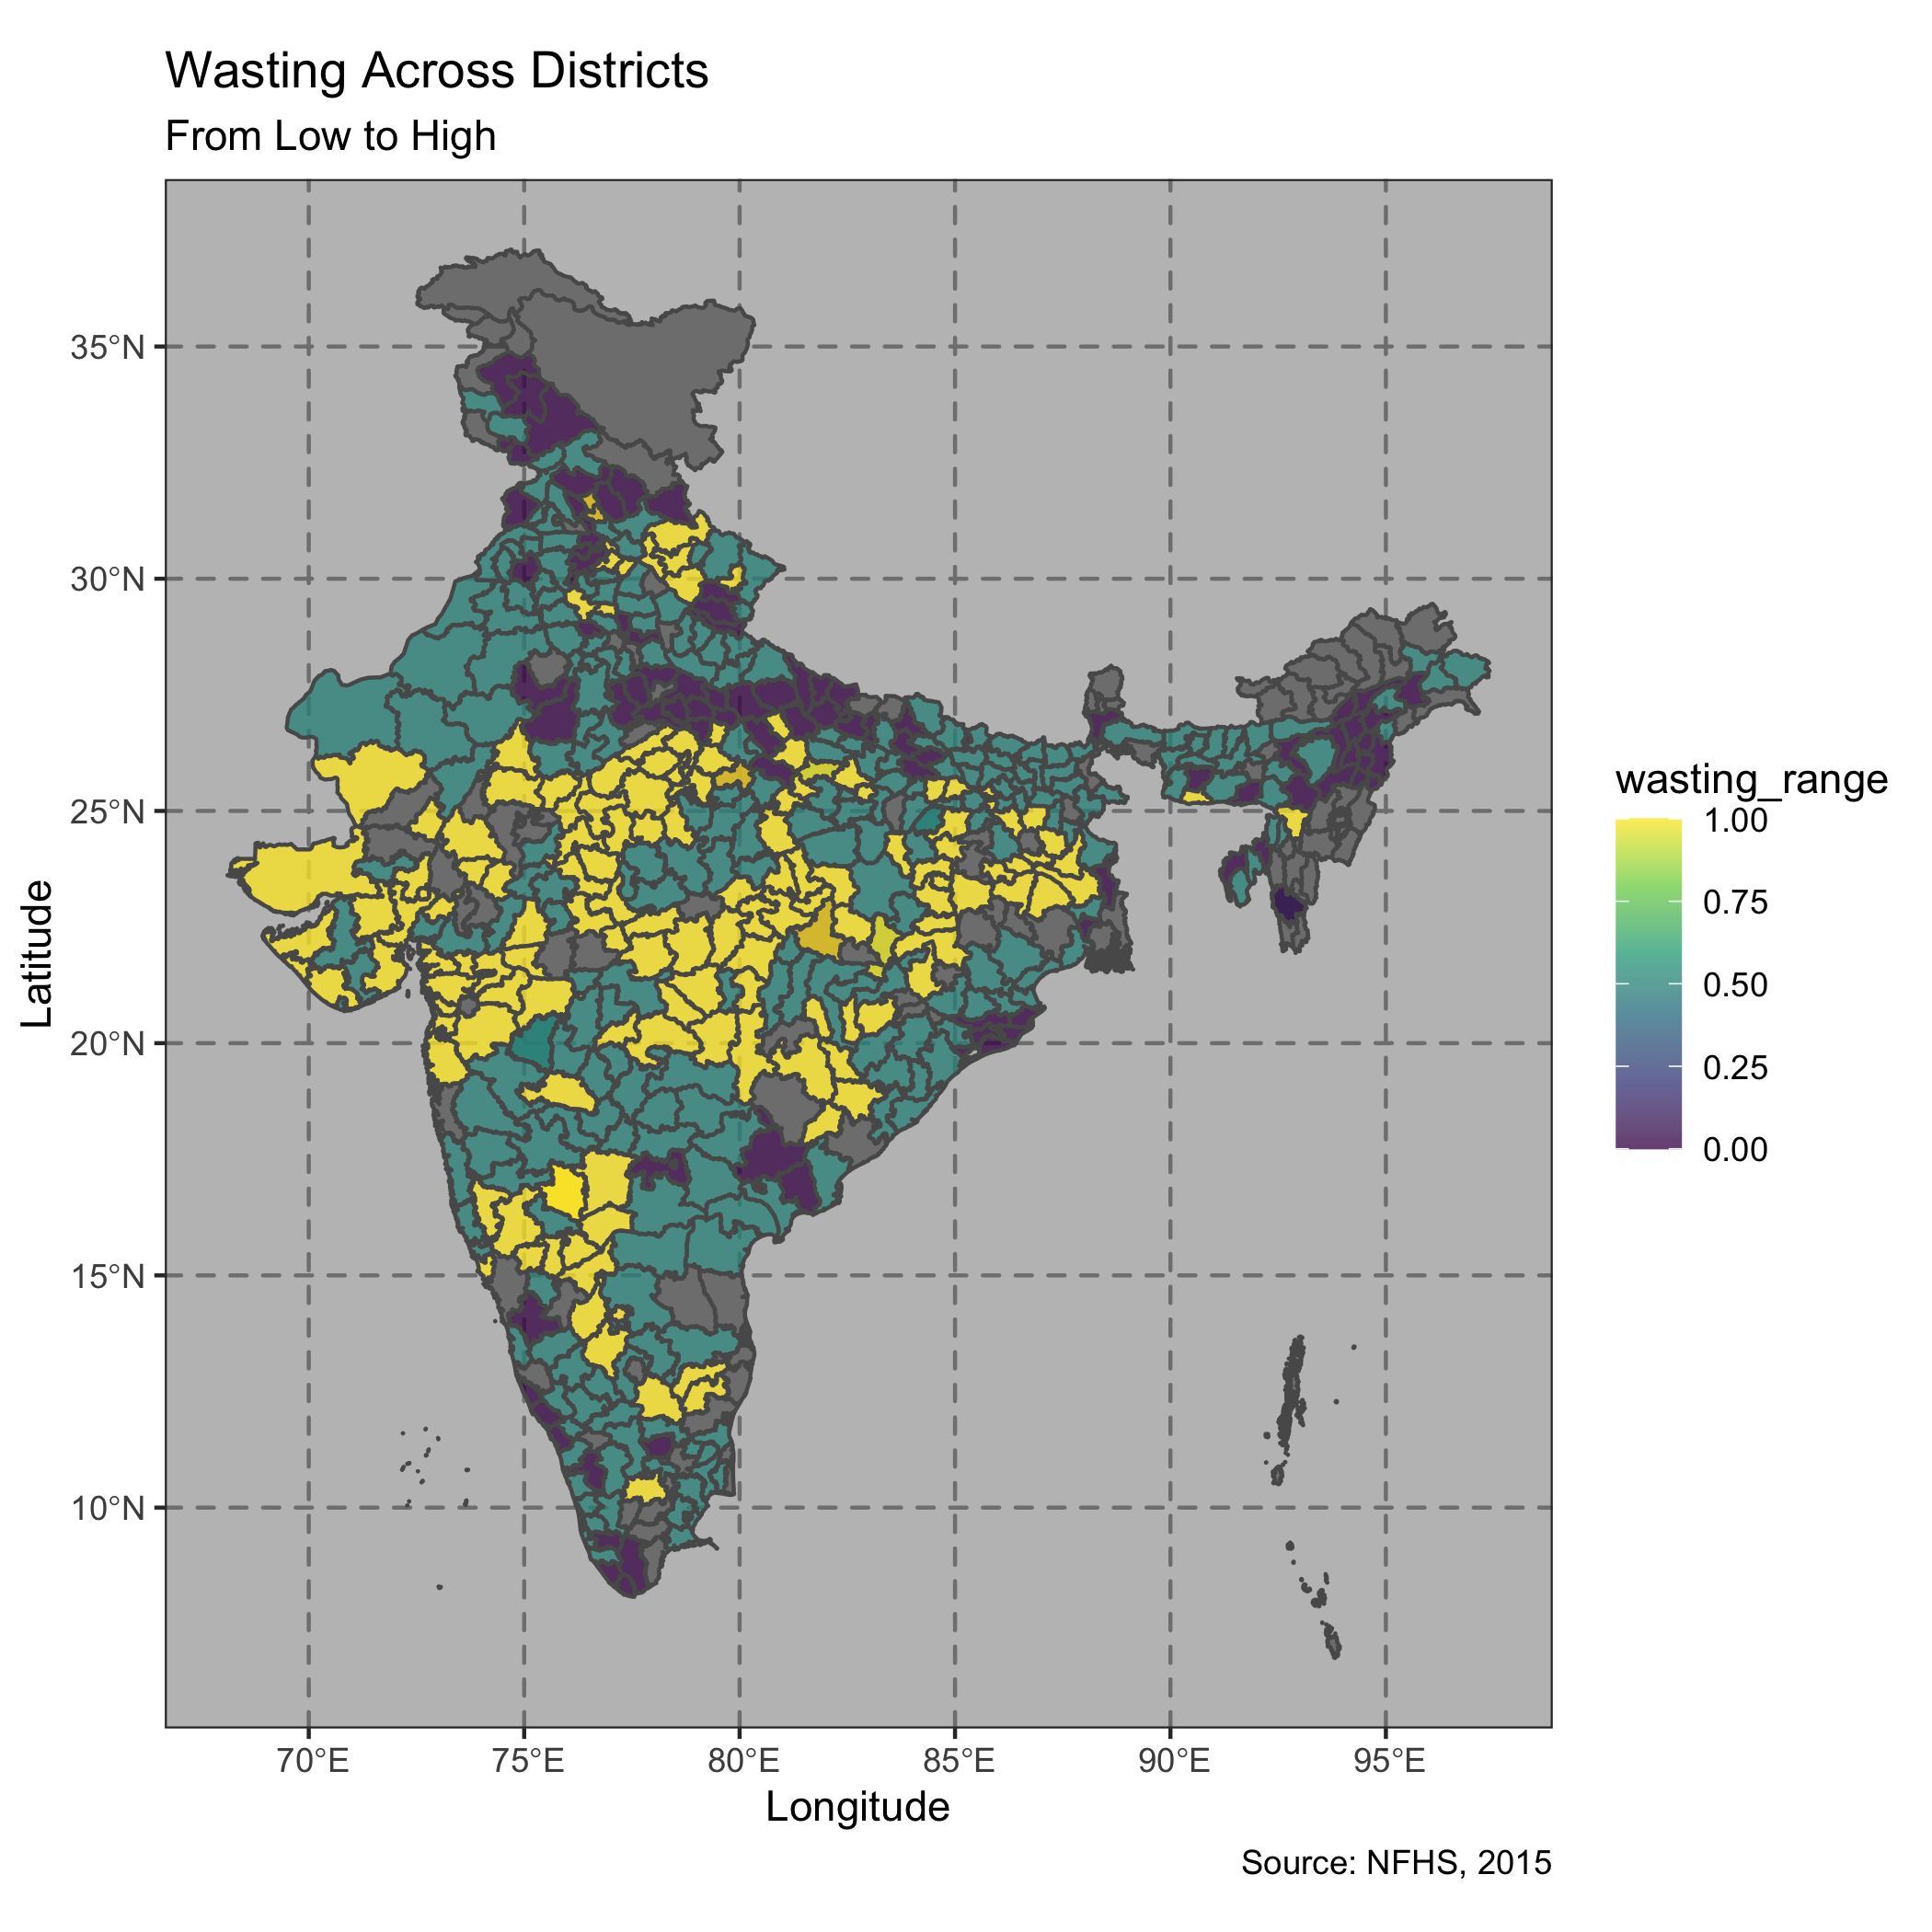 Wasting Across Districts
From Low to High
35°N
30°N
25°N
20°N
15°N
10°N
Latitude
70°E
75°E
80°E
85°E
90°E
95°E
Longitude
wasting_range
1.00
0.75
0.50
0.25
0.00
Source: NFHS, 2015